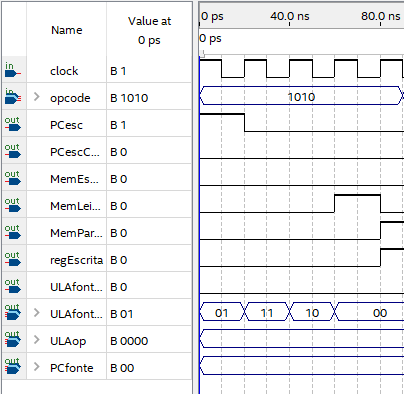 Name Value at 0 ps
0 ps 40.0 ns 80.0 ns
0 ps
in clock B 1
in > opcode B 1010 1010
out PCesc B 1
out PCescC... B 0
out MemEs... B 0
out MemLei... B 0
out MemPar... B 0
out regEscrita B 0
out ULAfont... B 0
out > ULAfont... B 01 01 11 10 00
out > ULAop B 0000
out > PCfonte B 00